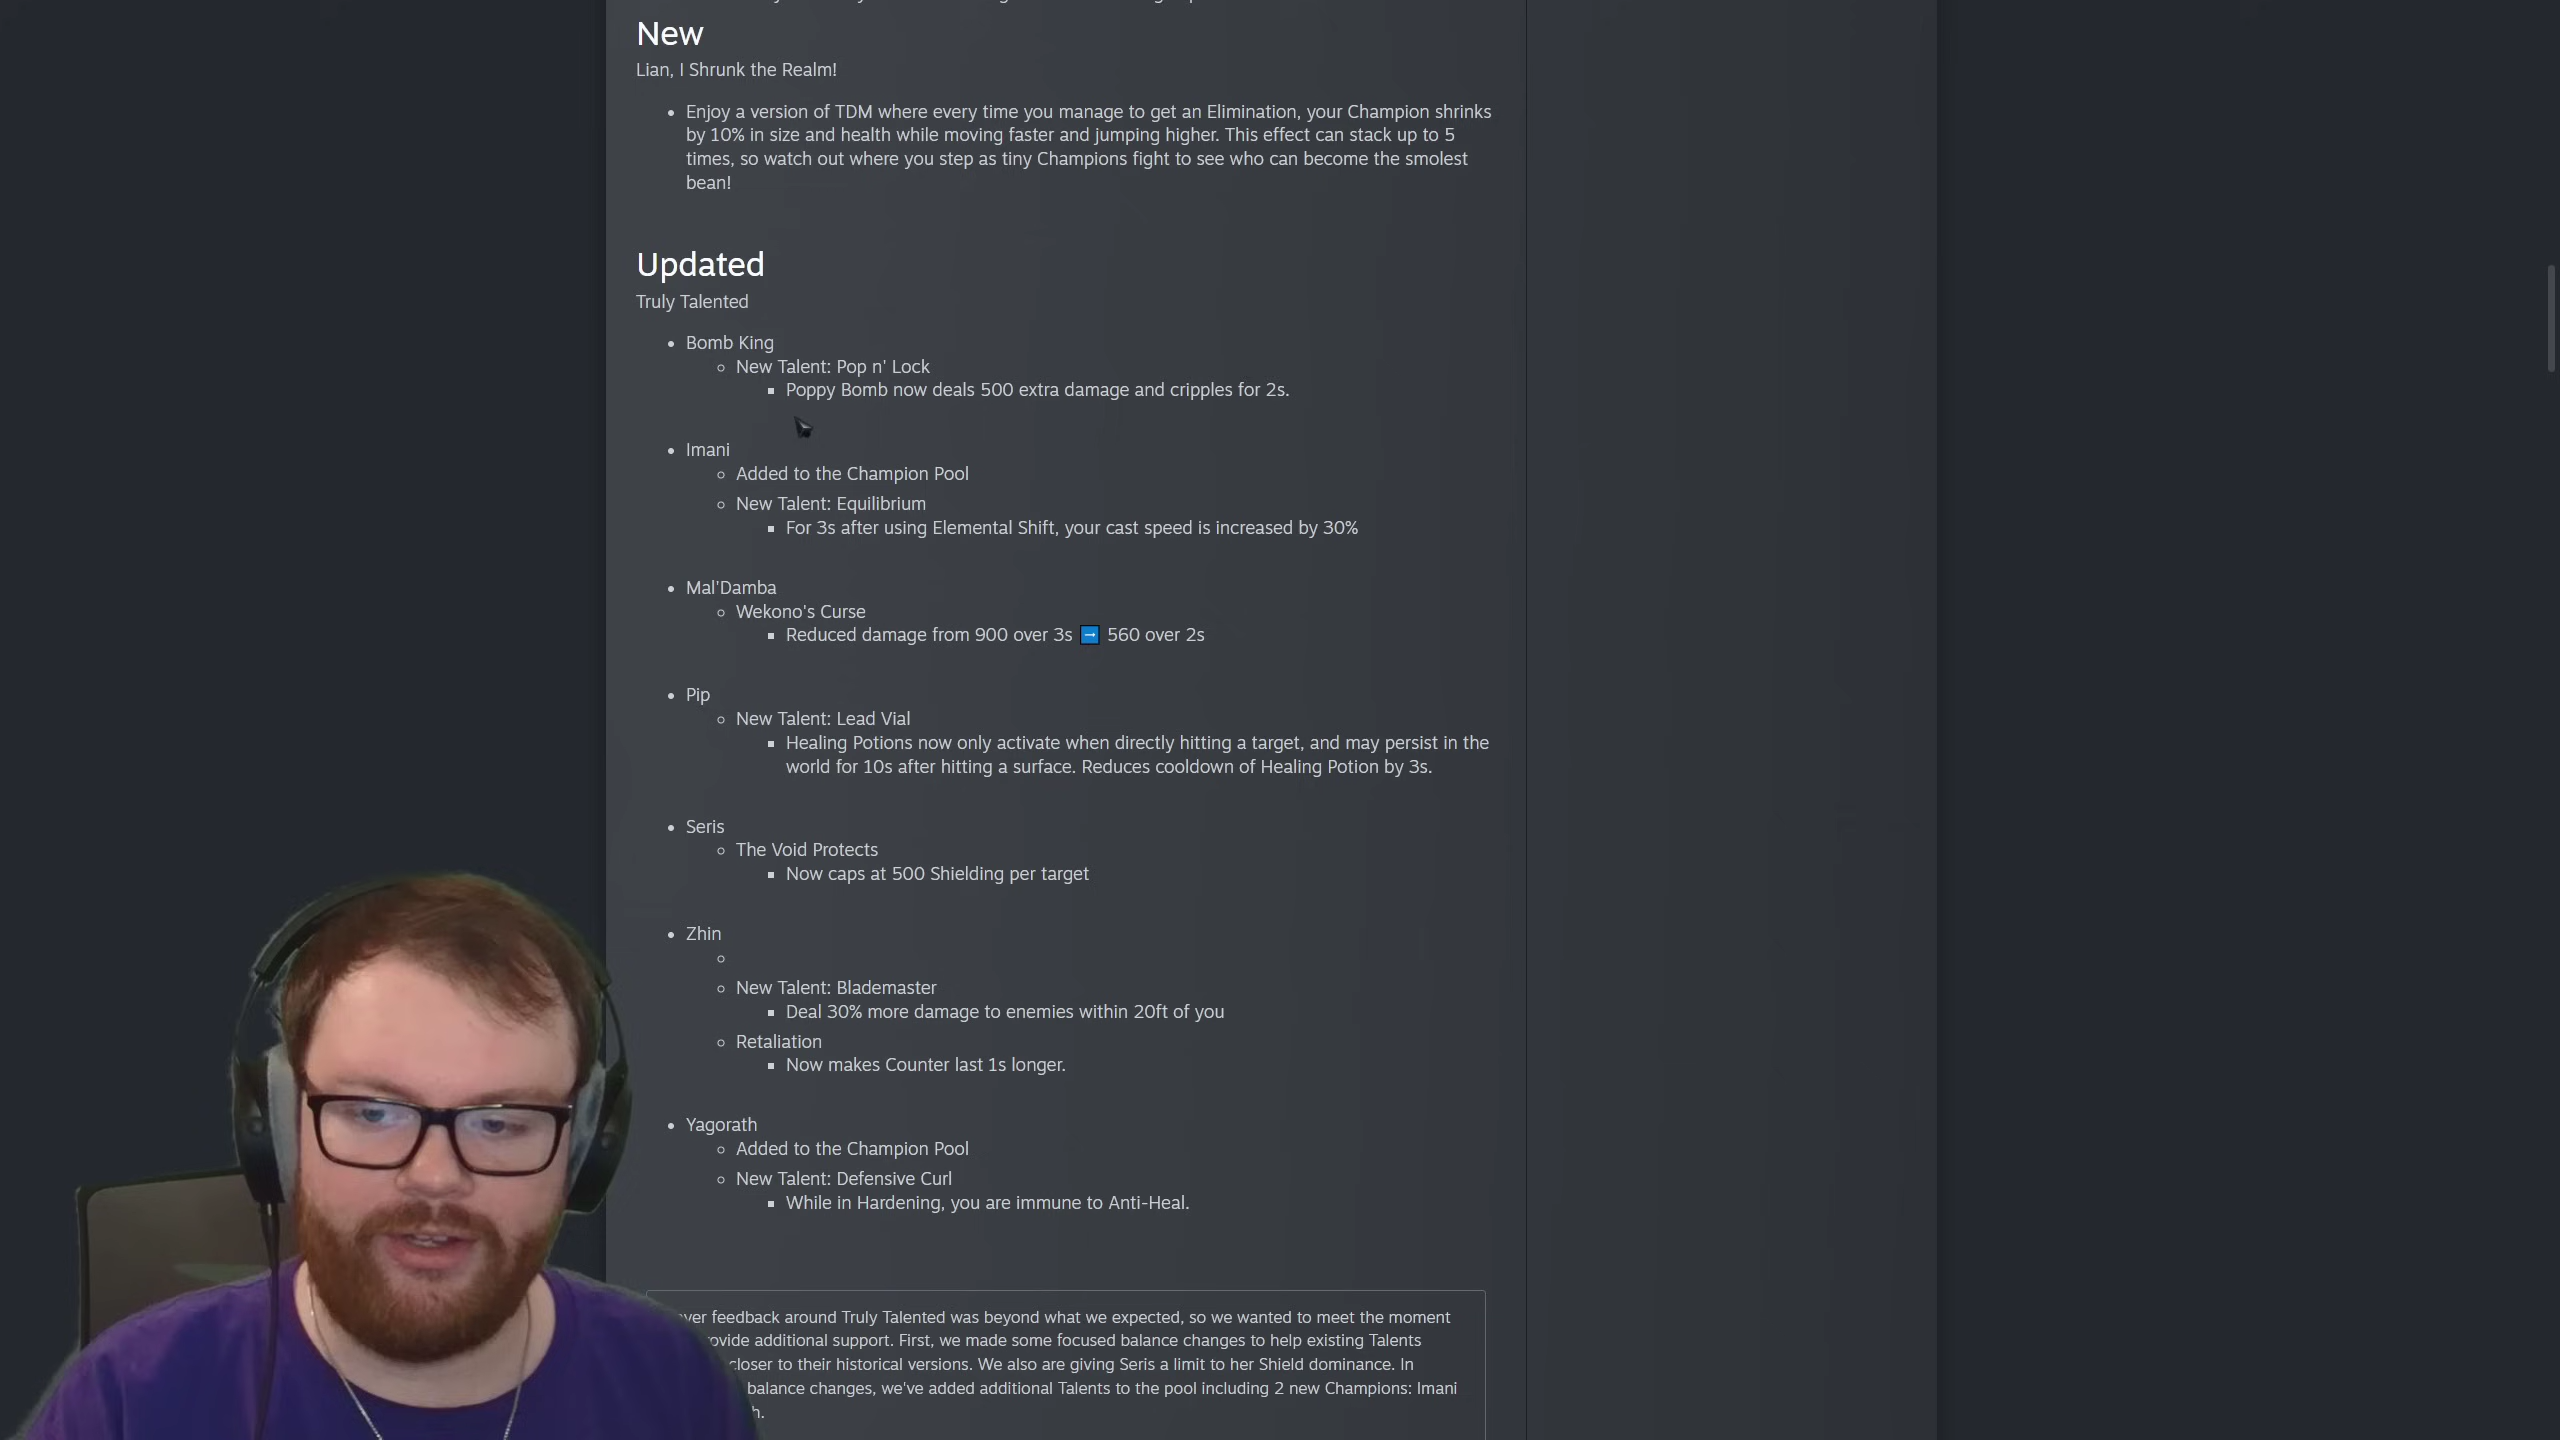 New
Lian, I Shrunk the Realm!
Enjoy a version of TDM where every time you manage to get an Elimination, your Champion shrinks
by 10% in size and health while moving faster and jumping higher. This effect can stack up to 5
times, so watch out where you step as tiny Champions fight to see who can become the smolest
bean!
Updated
Truly Talented
Bomb King
New Talent: Pop n' Lock
Poppy Bomb now deals 500 extra damage and cripples for 2s.
Imani
Added to the Champion Pool
New Talent: Equilibrium
For 3s after using Elemental Shift, your cast speed is increased by 30%
Mal'Damba
Wekono's Curse
Reduced damage from 900 over 3s ➡ 560 over 2s
Pip
New Talent: Lead Vial
Healing Potions now only activate when directly hitting a target, and may persist in the
world for 10s after hitting a surface. Reduces cooldown of Healing Potion by 3s.
Seris
The Void Protects
Now caps at 500 Shielding per target
Zhin
New Talent: Blademaster
Deal 30% more damage to enemies within 20ft of you
Retaliation
Now makes Counter last 1s longer.
Yagorath
Added to the Champion Pool
New Talent: Defensive Curl
While in Hardening, you are immune to Anti-Heal.
feedback around Truly Talented was beyond what we expected, so we wanted to meet the moment
additional support. First, we made some focused balance changes to help existing Talents
closer to their historical versions. We also are giving Seris a limit to her Shield dominance. In
balance changes, we've added additional Talents to the pool including 2 new Champions: Imani